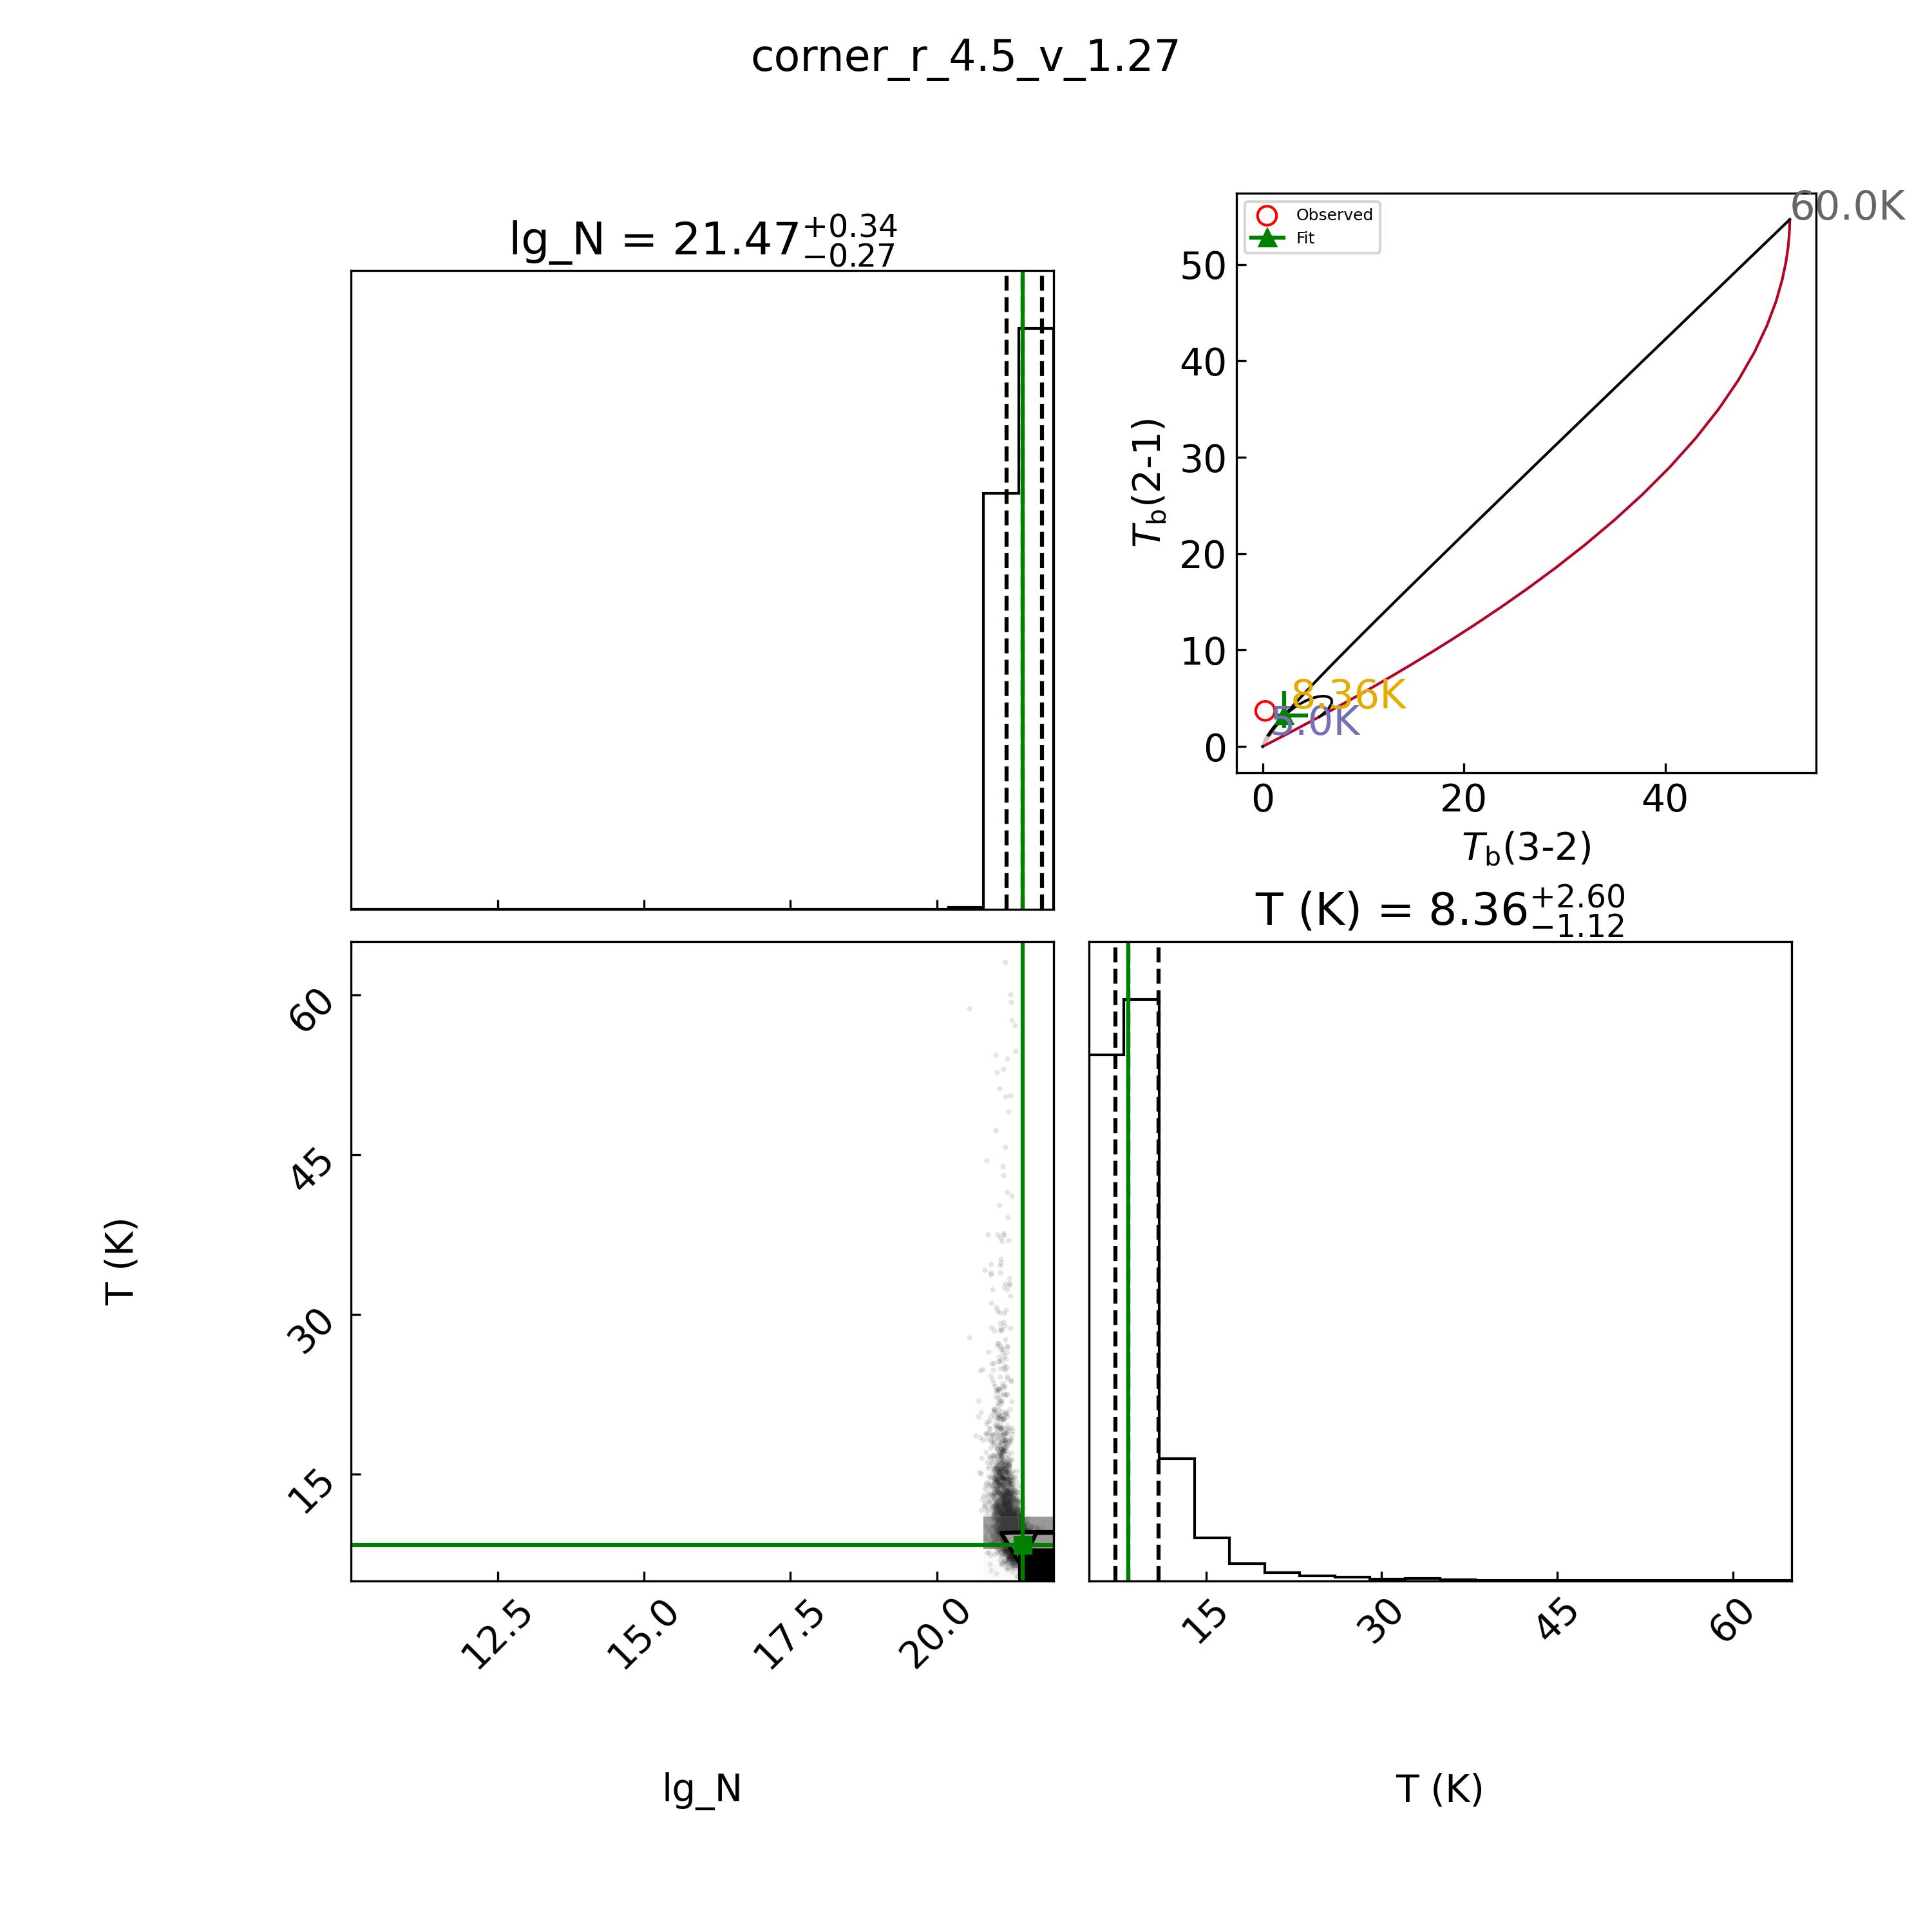 corner_r_4.5_v_1.27
lg_N = 21.47 +0.34 −0.27
60.0K
Observed
Fit
50
40
30
20
10
0
T_b(2-1)
8.36K
5.0K
0 20 40
T_b(3-2)
T (K) = 8.36 +2.60 −1.12
60
45
30
15
T (K)
12.5 15.0 17.5 20.0
15 30 45 60
lg_N
T (K)